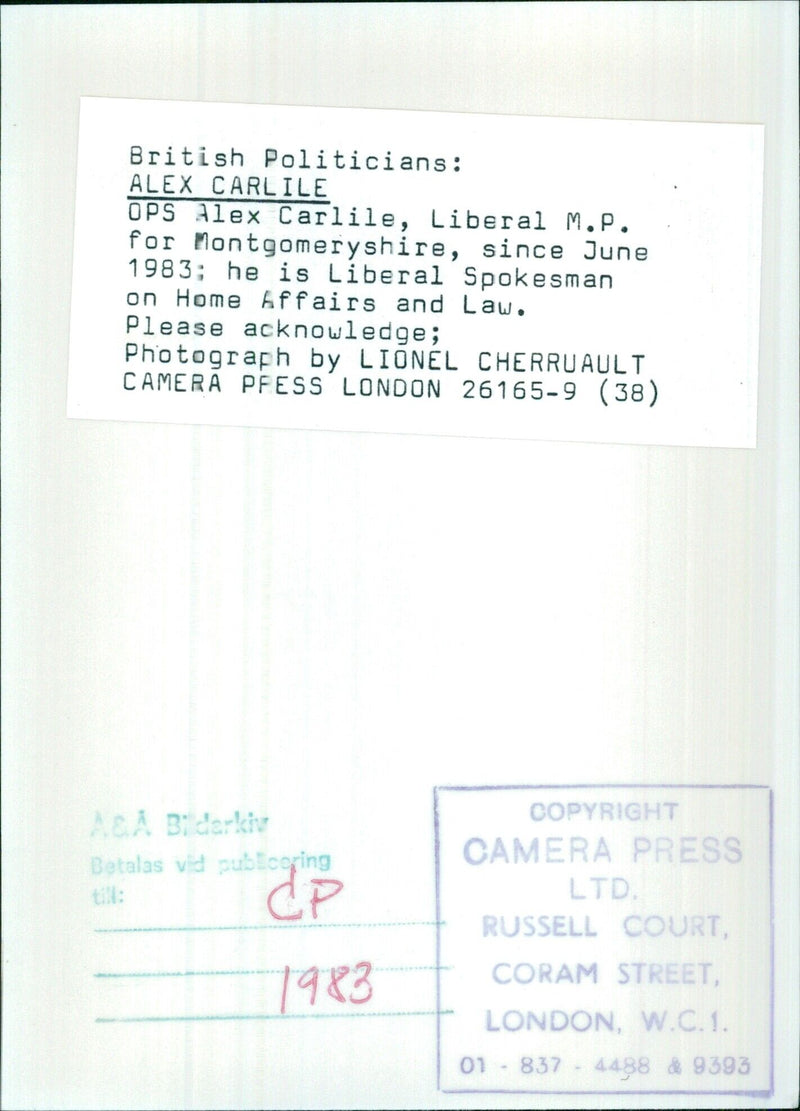 British Politicians:
ALEX CARLILE
OPS Alex Carlile, Liberal M.P.
for Montgomeryshire, since June
1983; he is Liberal Spokesman
on Home Affairs and Law.
Please acknowledge;
Photograph by LIONEL CHERRUAULT
CAMERA PRESS LONDON 26165-9 (38)
A&Å Bildarkiv
Betalas vid publicering
till:
CP
1983
COPYRIGHT
CAMERA PRESS
LTD.
RUSSELL COURT,
CORAM STREET,
LONDON, W.C.1.
01 - 837 - 4488 & 9393